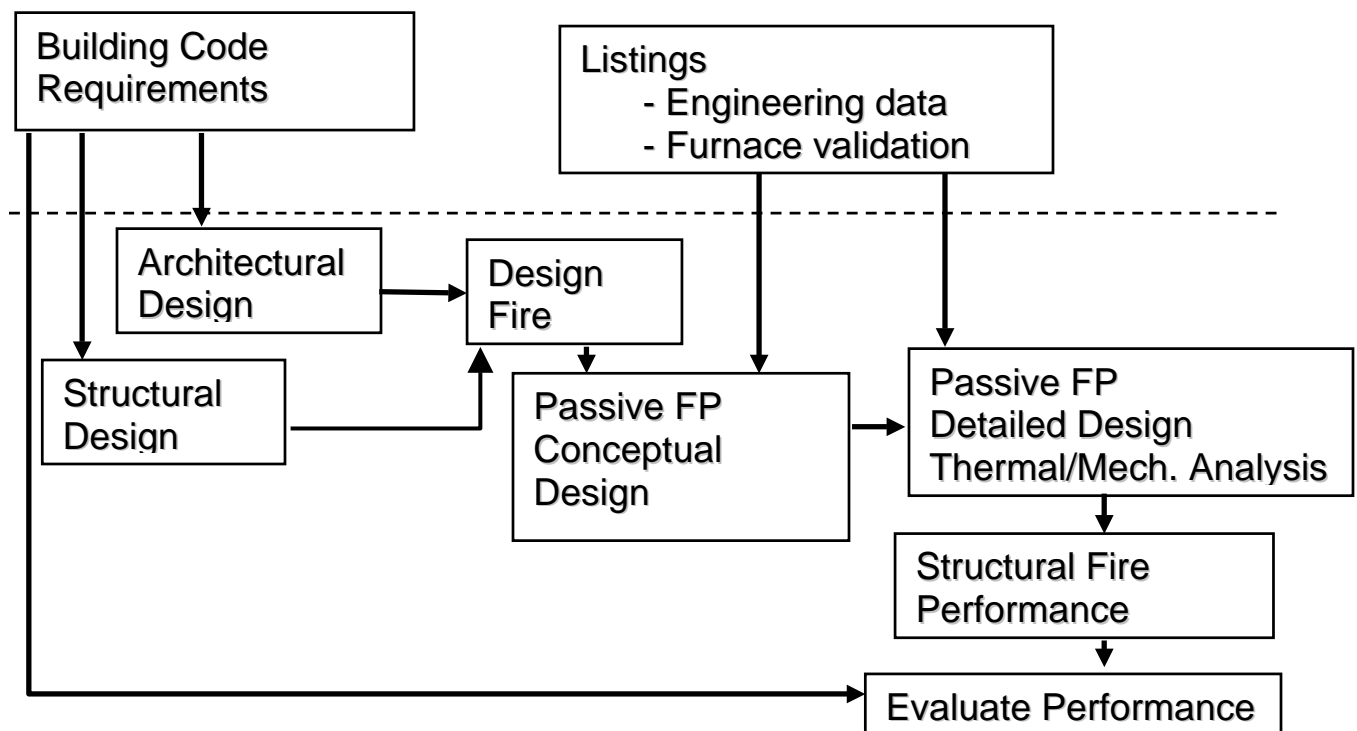 Building Code
Requirements
Listings
- Engineering data
- Furnace validation
Architectural
Design
Design
Fire
Structural
Design
Passive FP
Conceptual
Design
Passive FP
Detailed Design
Thermal/Mech. Analysis
Structural Fire
Performance
Evaluate Performance